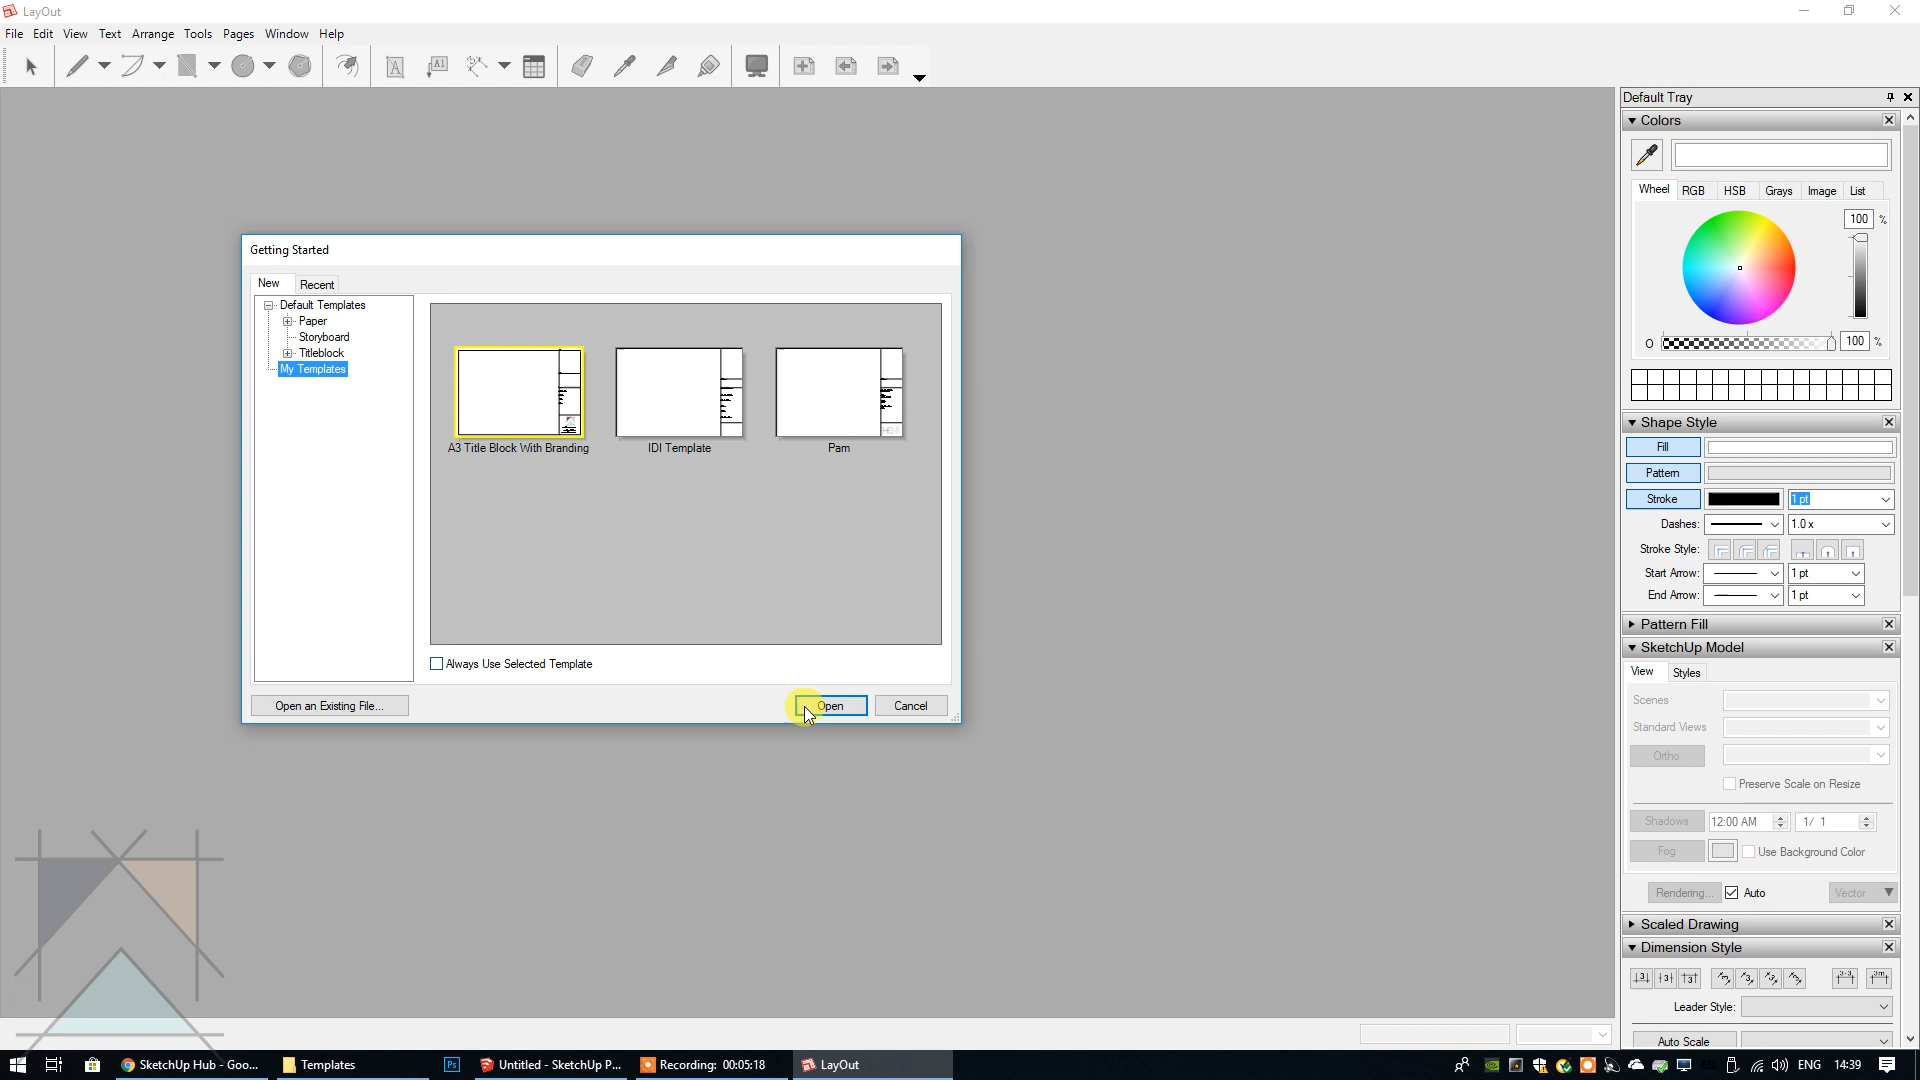 LayOut
File Edit View Text Arrange Tools Pages Window Help
Default Tray
Colors
Wheel RGB HSB Grays Image List
100 %
O 100 %
Getting Started
New Recent
Default Templates
Paper
Storyboard
Titleblock
My Templates
A3 Title Block With Branding IDI Template Pam
Always Use Selected Template
Open an Existing File... Open Cancel
Shape Style
Fill
Pattern
Stroke 1 pt
Dashes: 1.0 x
Stroke Style:
Start Arrow: 1 pt
End Arrow: 1 pt
Pattern Fill
SketchUp Model
View Styles
Scenes
Standard Views
Ortho
Preserve Scale on Resize
Shadows 12:00 AM 1/ 1
Fog Use Background Color
Rendering... Auto Vector
Scaled Drawing
Dimension Style
Leader Style:
Auto Scale
SketchUp Hub - Goo... Templates Ps Untitled - SketchUp P... Recording: 00:05:18 LayOut ENG 14:39